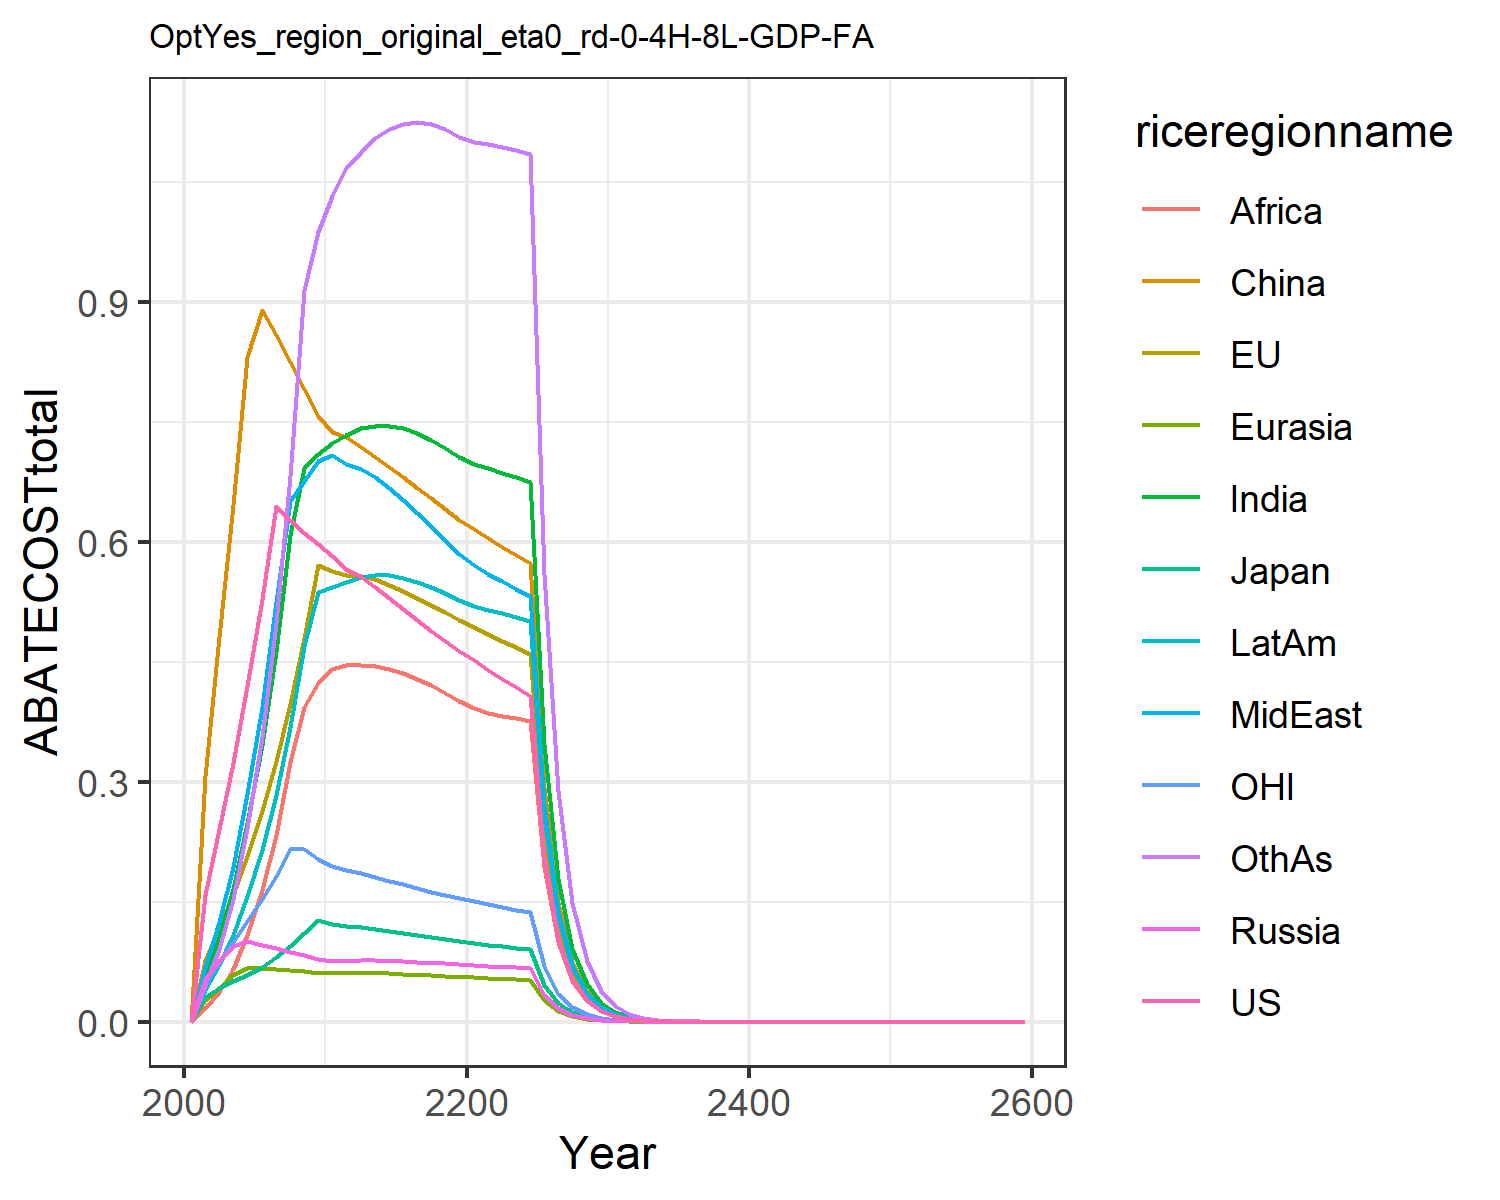 OptYes_region_original_eta0_rd-0-4H-8L-GDP-FA
ABATECOSTtotal
0.9
0.6
0.3
0.0
2000
2200
2400
2600
Year
riceregionname
Africa
China
EU
Eurasia
India
Japan
LatAm
MidEast
OHI
OthAs
Russia
US